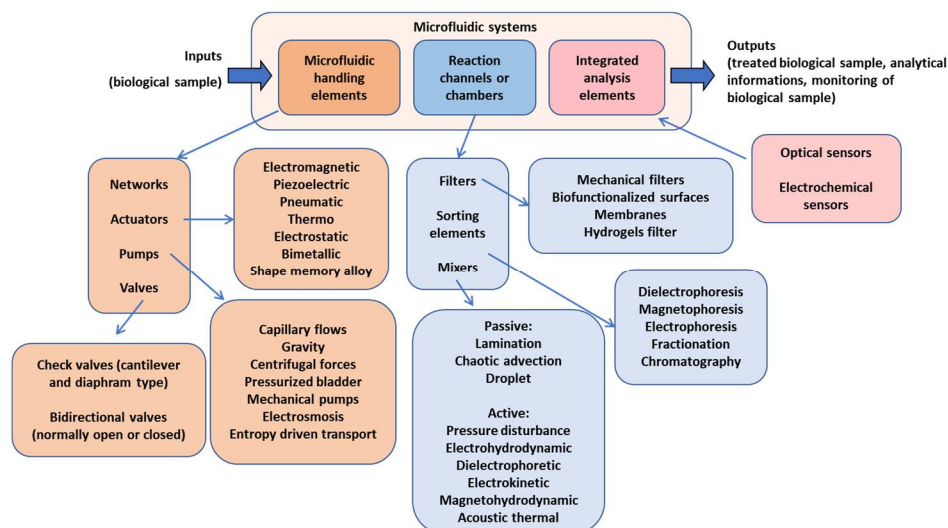 Microfluidic systems
Inputs
(biological sample)
Microfluidic
handling
elements
Reaction
channels or
chambers
Integrated
analysis
elements
Outputs
(treated biological sample, analytical
informations, monitoring of
biological sample)
Networks
Actuators
Pumps
Valves
Electromagnetic
Piezoelectric
Pneumatic
Thermo
Electrostatic
Bimetallic
Shape memory alloy
Filters
Sorting
elements
Mixers
Mechanical filters
Biofunctionalized surfaces
Membranes
Hydrogels filter
Optical sensors
Electrochemical
sensors
Check valves (cantilever
and diaphram type)
Bidirectional valves
(normally open or closed)
Capillary flows
Gravity
Centrifugal forces
Pressurized bladder
Mechanical pumps
Electrosmosis
Entropy driven transport
Passive:
Lamination
Chaotic advection
Droplet
Active:
Pressure disturbance
Electrohydrodynamic
Dielectrophoretic
Electrokinetic
Magnetohydrodynamic
Acoustic thermal
Dielectrophoresis
Magnetophoresis
Electrophoresis
Fractionation
Chromatography